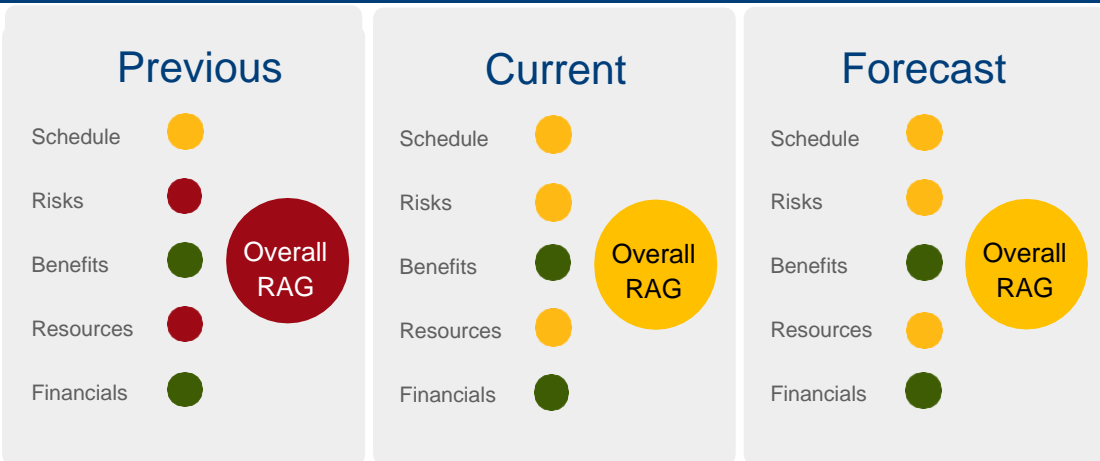 Previous
Schedule
Risks
Benefits
Resources
Financials
Overall
RAG
Current
Schedule
Risks
Benefits
Resources
Financials
Overall
RAG
Forecast
Schedule
Risks
Benefits
Resources
Financials
Overall
RAG